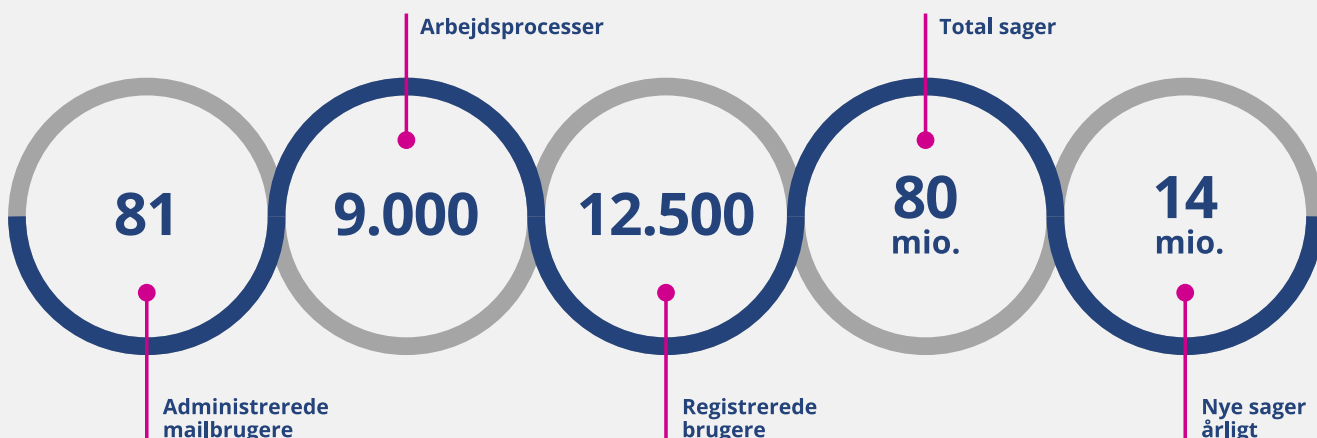 Arbejdsprocesser
Total sager
81
9.000
12.500
80
mio.
14
mio.
Administrerede
mailbrugere
Registrerede
brugere
Nye sager
årligt